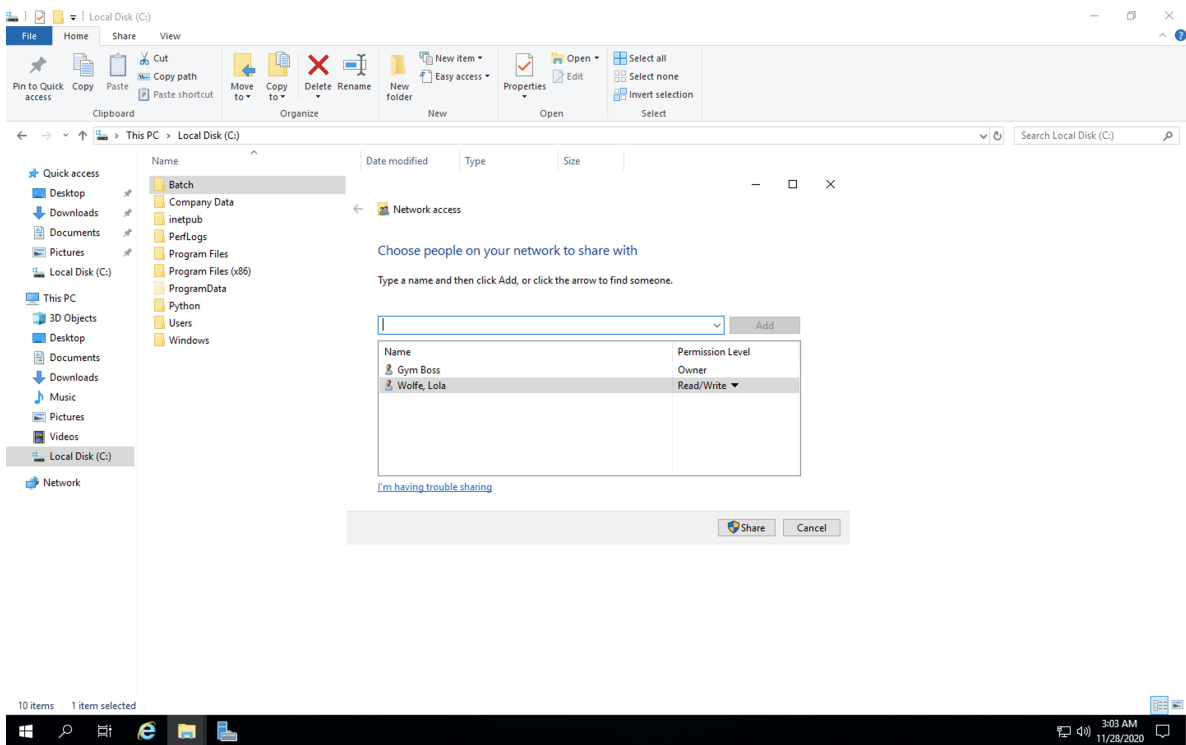 Local Disk (C:)
File Home Share View
Pin to Quick access
Copy
Paste
Cut
Copy path
Paste shortcut
Clipboard
Move to
Copy to
Delete
Rename
Organize
New folder
New item
Easy access
New
Properties
Open
Edit
Open
Select all
Select none
Invert selection
Select
This PC > Local Disk (C:)
Search Local Disk (C:)
Quick access
Desktop
Downloads
Documents
Pictures
Local Disk (C:)
This PC
3D Objects
Desktop
Documents
Downloads
Music
Pictures
Videos
Local Disk (C:)
Network
Name Date modified Type Size
Batch
Company Data
inetpub
PerfLogs
Program Files
Program Files (x86)
ProgramData
Python
Users
Windows
Network access
Choose people on your network to share with
Type a name and then click Add, or click the arrow to find someone.
Add
Name Permission Level
Gym Boss Owner
Wolfe, Lola Read/Write
I'm having trouble sharing
Share Cancel
10 items 1 item selected
3:03 AM
11/28/2020